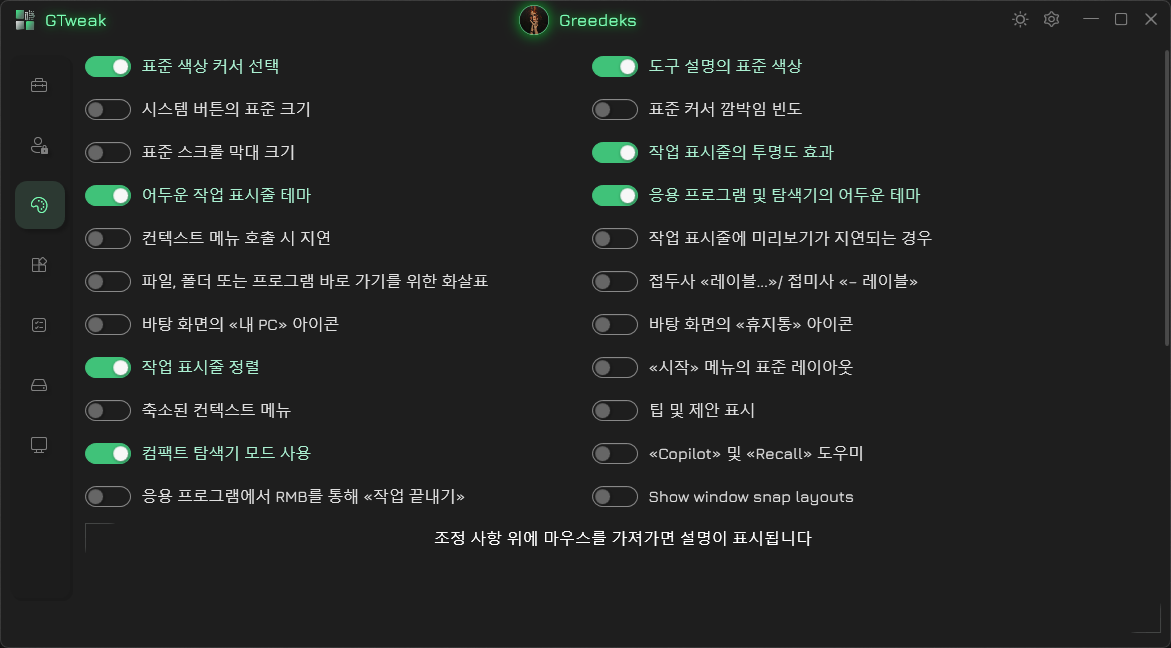 GTweak
Greedeks
표준 색상 커서 선택
도구 설명의 표준 색상
시스템 버튼의 표준 크기
표준 커서 깜박임 빈도
표준 스크롤 막대 크기
작업 표시줄의 투명도 효과
어두운 작업 표시줄 테마
응용 프로그램 및 탐색기의 어두운 테마
컨텍스트 메뉴 호출 시 지연
작업 표시줄에 미리보기가 지연되는 경우
파일, 폴더 또는 프로그램 바로 가기를 위한 화살표
접두사 «레이블...»/ 접미사 «– 레이블»
바탕 화면의 «내 PC» 아이콘
바탕 화면의 «휴지통» 아이콘
작업 표시줄 정렬
«시작» 메뉴의 표준 레이아웃
축소된 컨텍스트 메뉴
팁 및 제안 표시
컴팩트 탐색기 모드 사용
«Copilot» 및 «Recall» 도우미
응용 프로그램에서 RMB를 통해 «작업 끝내기»
Show window snap layouts
조정 사항 위에 마우스를 가져가면 설명이 표시됩니다